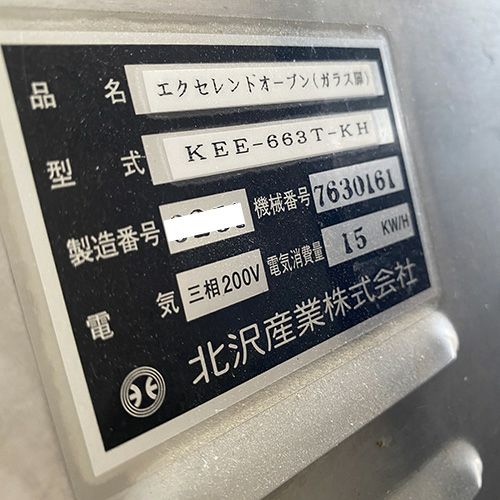 品名 エクセレントオーブン(ガラス扉)
型式 KEE-663T-KH
製造番号 機械番号 7630161
電気 三相200V 電気消費量 15 KW/H
北沢産業株式会社